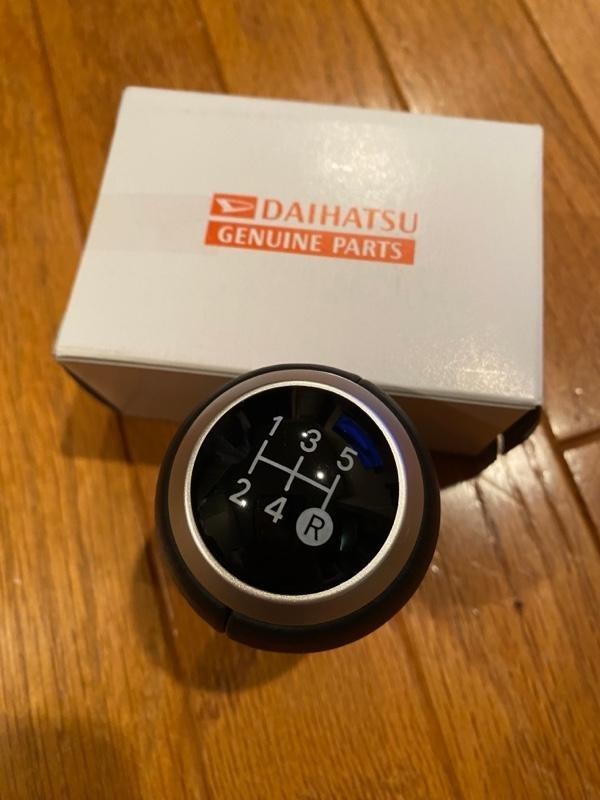 DAIHATSU
GENUINE PARTS
1 3 5
2 4 R